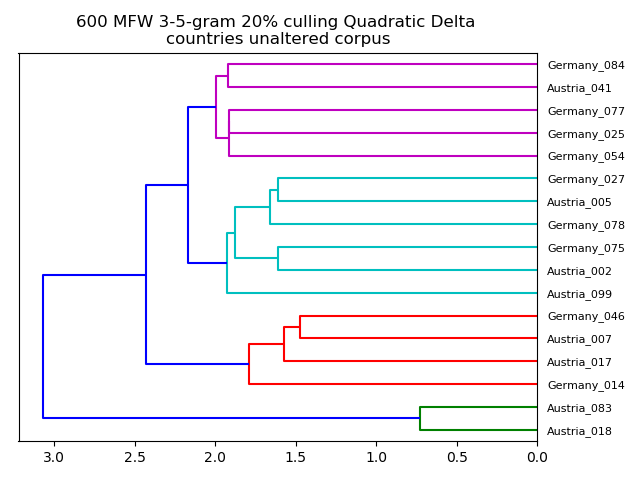 600 MFW 3-5-gram 20% culling Quadratic Delta
countries unaltered corpus
Germany_084
Austria_041
Germany_077
Germany_025
Germany_054
Germany_027
Austria_005
Germany_078
Germany_075
Austria_002
Austria_099
Germany_046
Austria_007
Austria_017
Germany_014
Austria_083
Austria_018
3.0 2.5 2.0 1.5 1.0 0.5 0.0